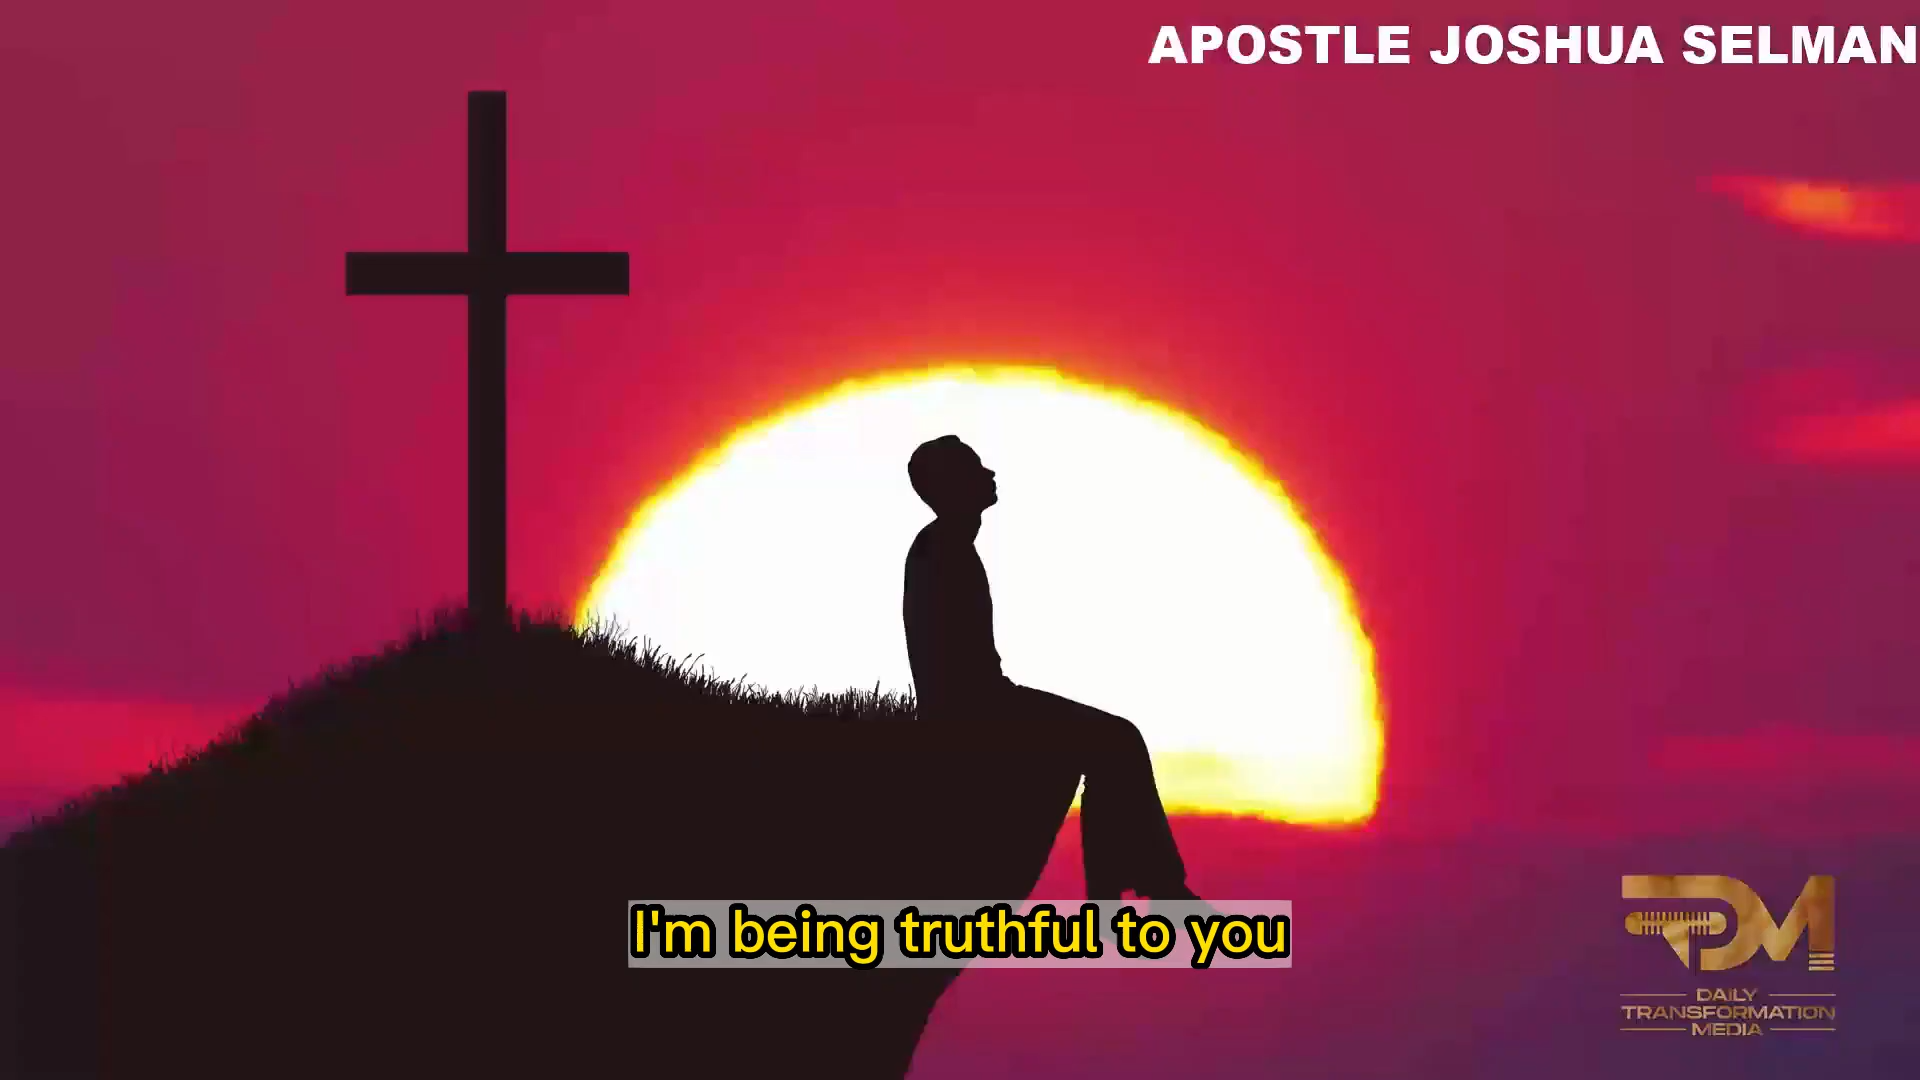 APOSTLE JOSHUA SELMAN
I'm being truthful to you
DAILY
TRANSFORMATION
MEDIA